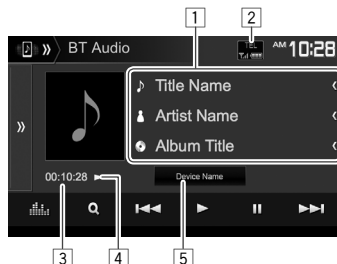 1 2
BT Audio TEL AM 10:28
Title Name
Artist Name
Album Title
00:10:28 Device Name
3 4 5